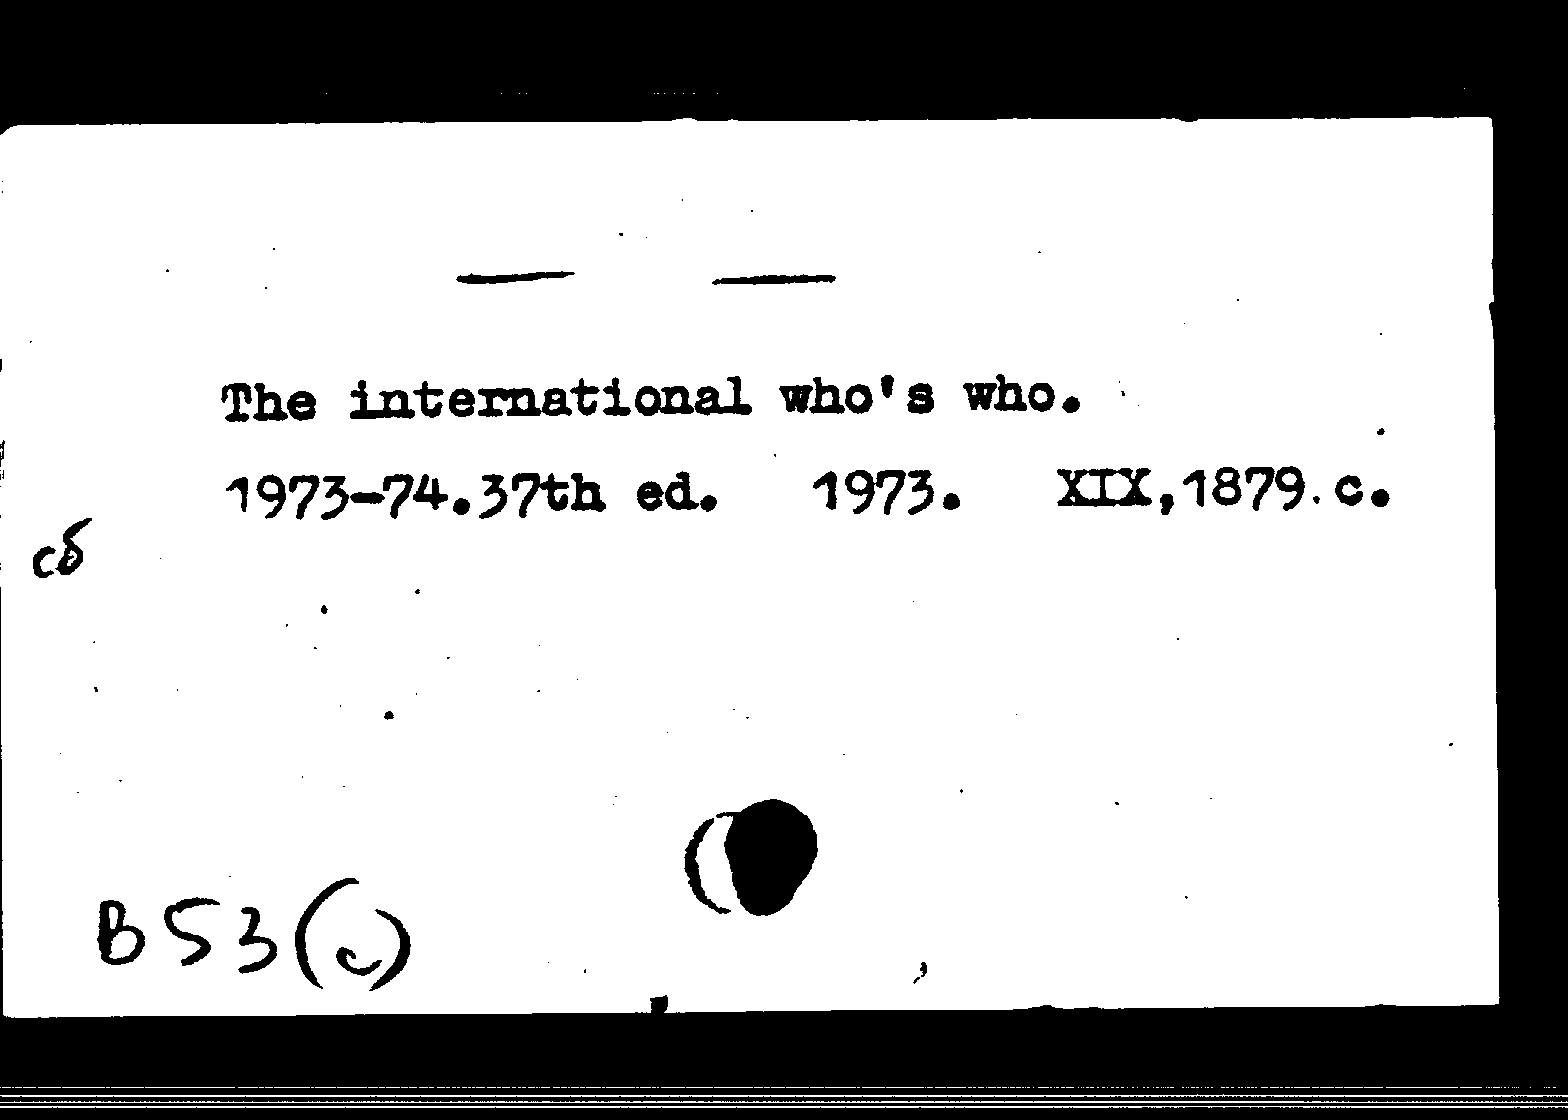 — —
The international who's who.
1973-74.37th ed. 1973. XIX,1879.c.
сб
B53(c)